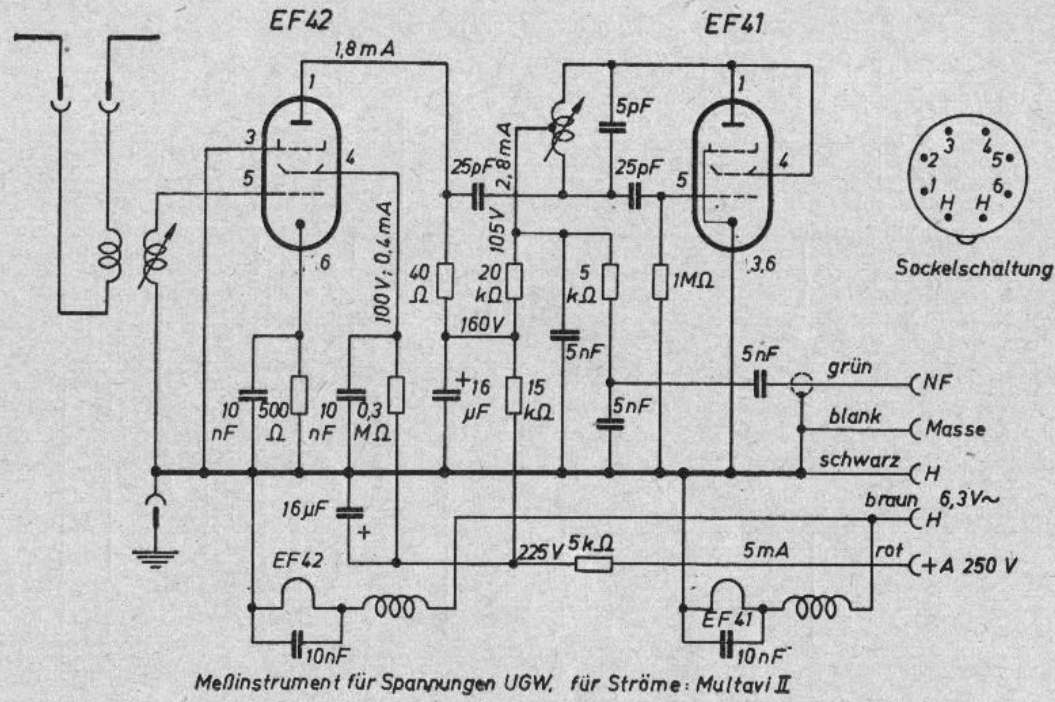 EF42
EF41
1,8 mA
1
3
4
5
6
100V; 0,4mA
25pF
2,8mA
105V
5pF
25pF
1
5
4
3,6
40
Ω
20
kΩ
5
kΩ
1MΩ
160V
5nF
10
nF
500
Ω
10
nF
0,3
MΩ
+
16
µF
15
kΩ
5nF
5nF
3
4
2
5
1
6
H
H
Sockelschaltung
grün
NF
blank
Masse
schwarz
H
braun
6,3V~
H
16µF
+
225V
5kΩ
5mA
rot
+A 250 V
EF42
10nF
EF41
10nF
Meßinstrument für Spannungen UGW, für Ströme: Multavi II